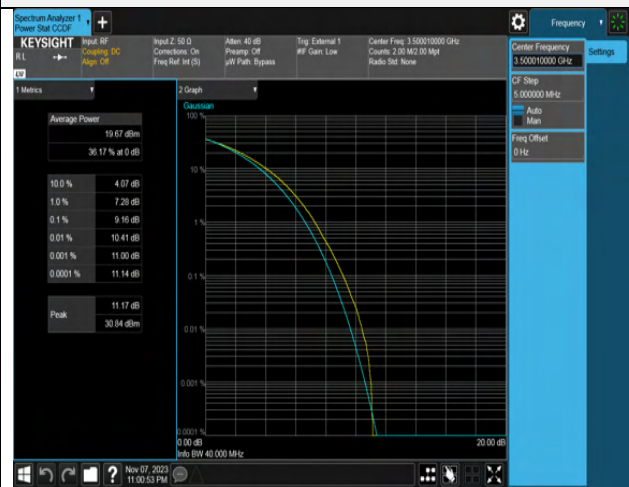 Spectrum Analyzer 1
Power Stat CCDF
Frequency
KEYSIGHT
RL
Input: RF
Coupling: DC
Align: Off
Input Z: 50 Ω
Corrections: On
Freq Ref: Int (S)
Atten: 40 dB
Preamp: Off
µW Path: Bypass
Trig: External 1
#IF Gain: Low
Center Freq: 3.500010000 GHz
Counts: 2.00 M/2.00 Mpt
Radio Std: None
Center Frequency
3.500010000 GHz
Settings
CF Step
5.000000 MHz
Auto
Man
Freq Offset
0 Hz
1 Metrics
Average Power
19.67 dBm
36.17 % at 0 dB
10.0 % 4.07 dB
1.0 % 7.28 dB
0.1 % 9.16 dB
0.01 % 10.41 dB
0.001 % 11.00 dB
0.0001 % 11.14 dB
Peak
11.17 dB
30.84 dBm
2 Graph
Gaussian
100 %
10 %
1 %
0.1 %
0.01 %
0.001 %
0.0001 %
0.00 dB
20.00 dB
Info BW 40.000 MHz
Nov 07, 2023
11:00:53 PM